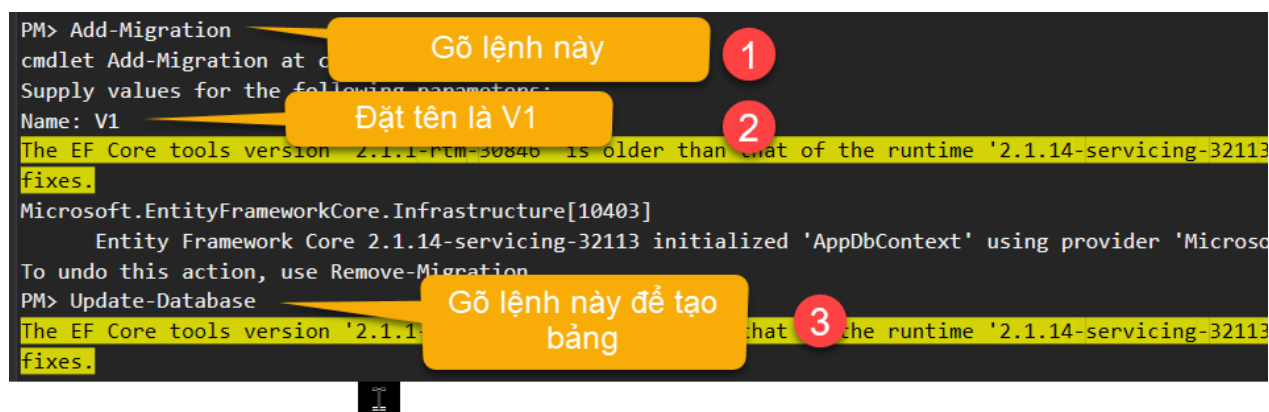 PM> Add-Migration
Gõ lệnh này
1
cmdlet Add-Migration at c
Supply values for the following parameters:
Name: V1
Đặt tên là V1
2
The EF Core tools version '2.1.1-rtm-30846' is older than that of the runtime '2.1.14-servicing-32113
fixes.
Microsoft.EntityFrameworkCore.Infrastructure[10403]
Entity Framework Core 2.1.14-servicing-32113 initialized 'AppDbContext' using provider 'Microso
To undo this action, use Remove-Migration
PM> Update-Database
Gõ lệnh này để tạo
bảng
3
The EF Core tools version '2.1.1- hat the runtime '2.1.14-servicing-32113
fixes.